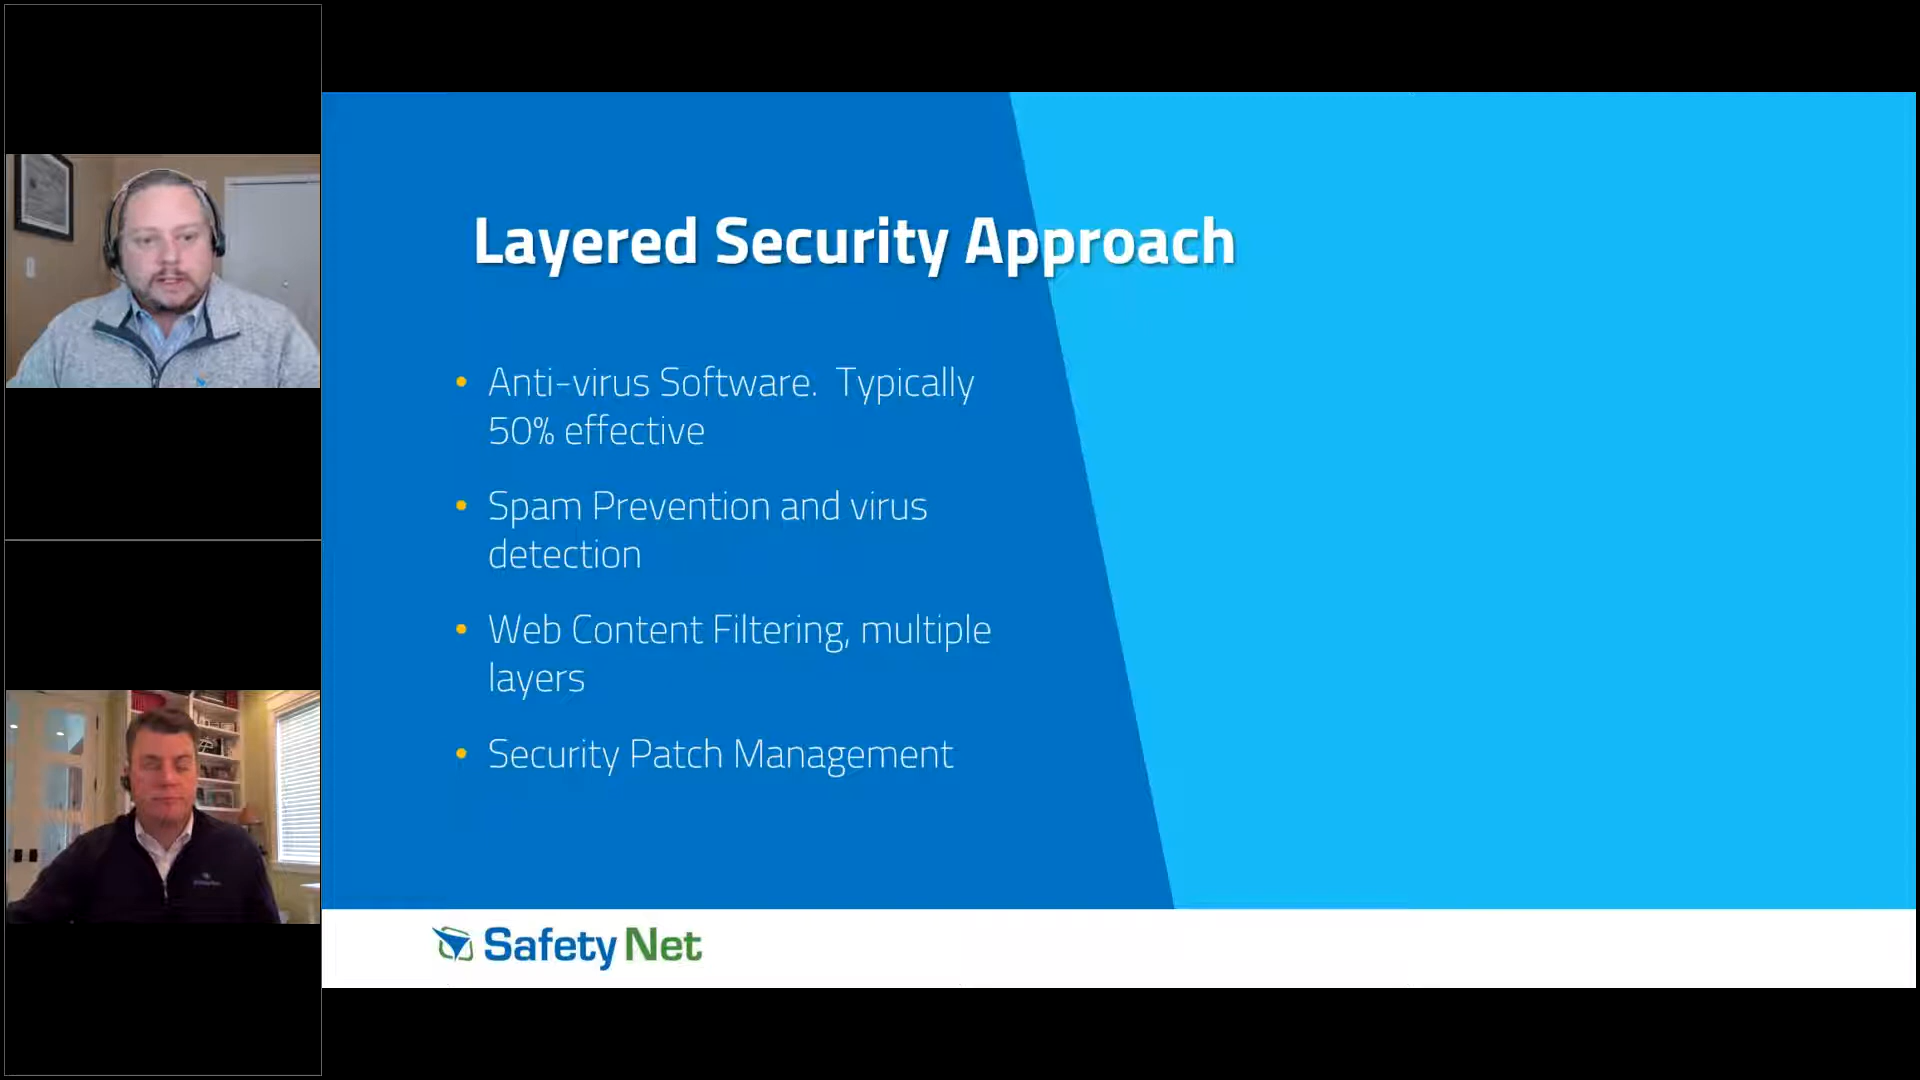 Layered Security Approach
• Anti-virus Software. Typically
50% effective
• Spam Prevention and virus
detection
• Web Content Filtering, multiple
layers
• Security Patch Management
Safety Net